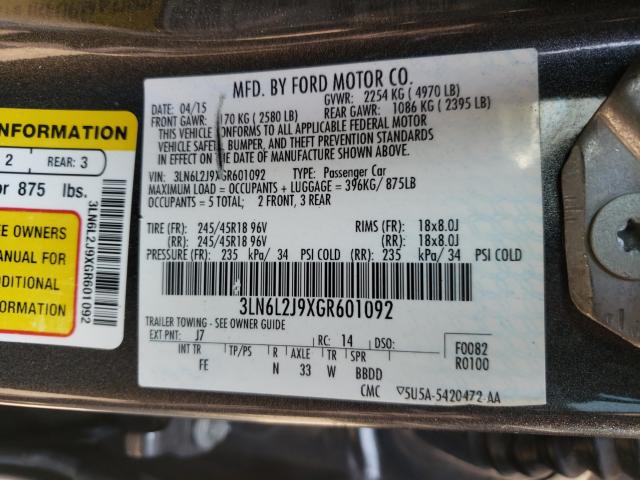 NFORMATION
2 REAR: 3
or 875 lbs.
EE OWNERS
ANUAL FOR
DDITIONAL
ORMATION
3LN6L2J9XGR601092
MFD. BY FORD MOTOR CO.
DATE: 04/15 GVWR: 2254 KG ( 4970 LB)
FRONT GAWR: 170 KG ( 2580 LB) REAR GAWR: 1086 KG ( 2395 LB)
THIS VEHICLE CONFORMS TO ALL APPLICABLE FEDERAL MOTOR
VEHICLE SAFETY, BUMPER, AND THEFT PREVENTION STANDARDS
IN EFFECT ON THE DATE OF MANUFACTURE SHOWN ABOVE.
VIN: 3LN6L2J9XGR601092 TYPE: Passenger Car
MAXIMUM LOAD = OCCUPANTS + LUGGAGE = 396KG/ 875LB
OCCUPANTS = 5 TOTAL; 2 FRONT, 3 REAR
TIRE (FR): 245/45R18 96V RIMS (FR): 18x8.0J
(RR): 245/45R18 96V (RR): 18x8.0J
PRESSURE (FR): 235 kPa/ 34 PSI COLD (RR): 235 kPa/ 34 PSI COLD
3LN6L2J9XGR601092
TRAILER TOWING - SEE OWNER GUIDE
EXT PNT: J7 RC: 14 DSO: F0082
INT TR TP/PS R AXLE TR SPR R0100
FE N 33 W BBDD
CMC ▽5U5A-5420472 AA